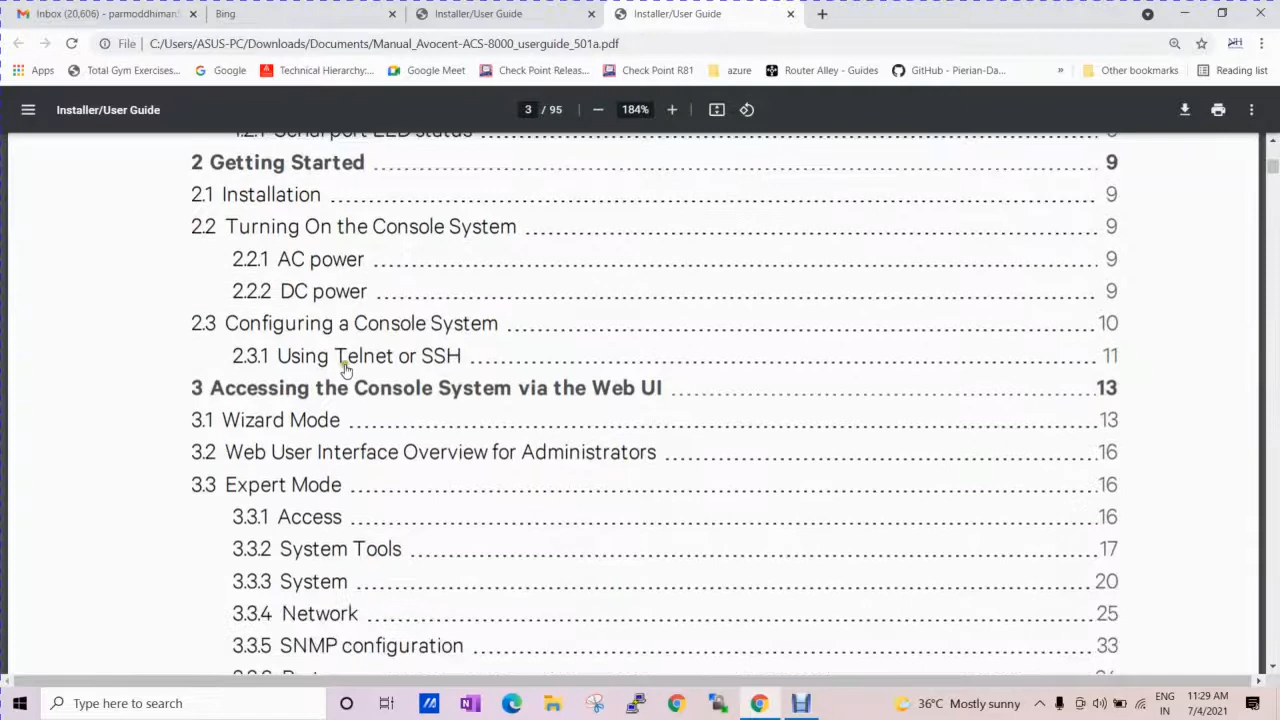 Inbox (20,606) - parmoddhiman
Bing
Installer/User Guide
Installer/User Guide
File
C:/Users/ASUS-PC/Downloads/Documents/Manual_Avocent-ACS-8000_userguide_501a.pdf
Apps
Total Gym Exercises...
Google
Technical Hierarchy:...
Google Meet
Check Point Releas...
Check Point R81
azure
Router Alley - Guides
GitHub - Pierian-Da...
»
Other bookmarks
Reading list
Installer/User Guide
3 / 95
184%
1.2.1 Serial port LED status
2 Getting Started 9
2.1 Installation 9
2.2 Turning On the Console System 9
2.2.1 AC power 9
2.2.2 DC power 9
2.3 Configuring a Console System 10
2.3.1 Using Telnet or SSH 11
3 Accessing the Console System via the Web UI 13
3.1 Wizard Mode 13
3.2 Web User Interface Overview for Administrators 16
3.3 Expert Mode 16
3.3.1 Access 16
3.3.2 System Tools 17
3.3.3 System 20
3.3.4 Network 25
3.3.5 SNMP configuration 33
Type here to search
36°C Mostly sunny
ENG
IN
11:29 AM
7/4/2021